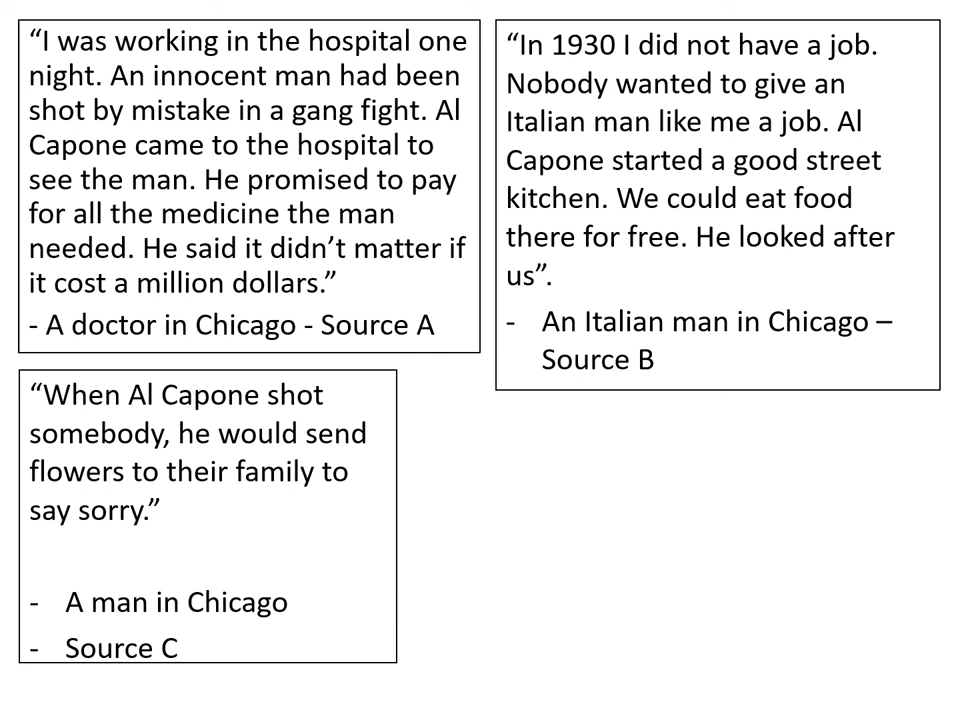 “I was working in the hospital one
night. An innocent man had been
shot by mistake in a gang fight. Al
Capone came to the hospital to
see the man. He promised to pay
for all the medicine the man
needed. He said it didn’t matter if
it cost a million dollars.”
- A doctor in Chicago - Source A
“In 1930 I did not have a job.
Nobody wanted to give an
Italian man like me a job. Al
Capone started a good street
kitchen. We could eat food
there for free. He looked after
us”.
- An Italian man in Chicago –
Source B
“When Al Capone shot
somebody, he would send
flowers to their family to
say sorry.”
- A man in Chicago
- Source C